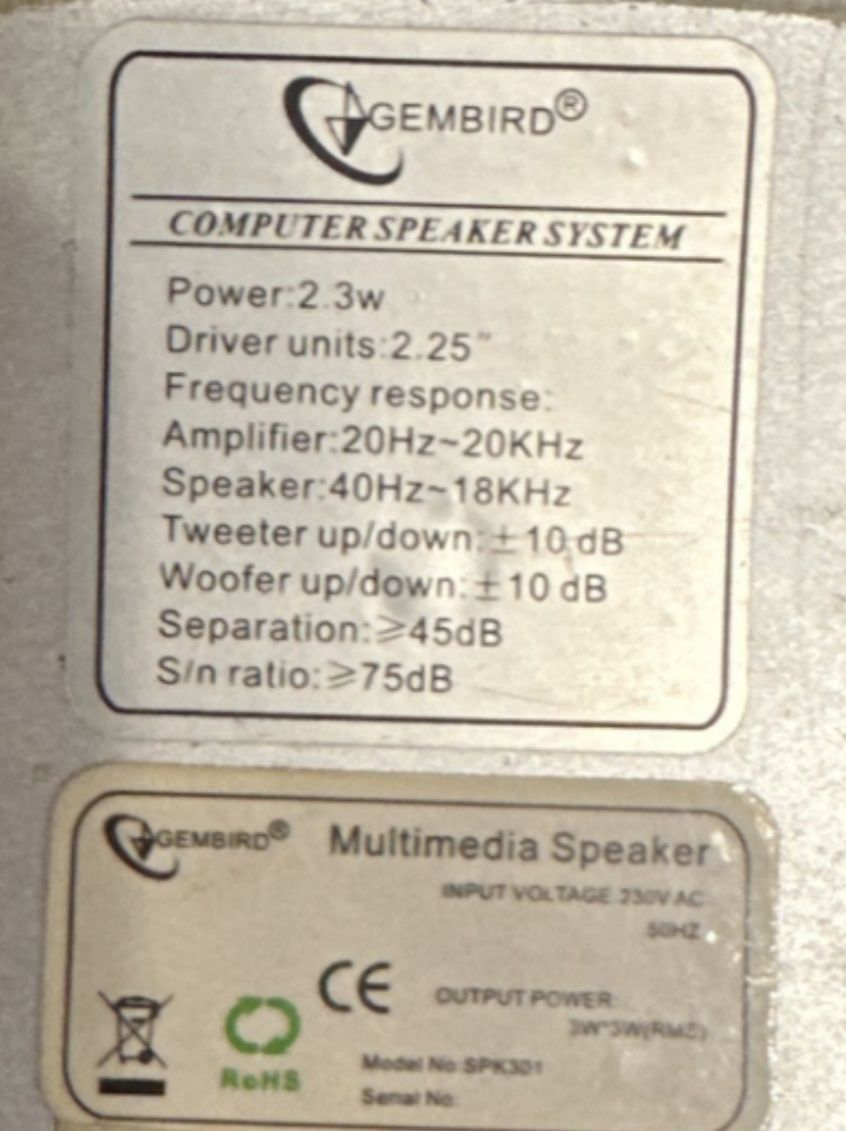 GEMBIRD®
COMPUTER SPEAKER SYSTEM
Power:2.3w
Driver units:2.25"
Frequency response:
Amplifier:20Hz~20KHz
Speaker:40Hz~18KHz
Tweeter up/down:±10 dB
Woofer up/down:±10 dB
Separation:≥45dB
S/n ratio:≥75dB
GEMBIRD® Multimedia Speaker
INPUT VOLTAGE:230V AC
50HZ
CE
OUTPUT POWER:
3W*3W(RMS)
RoHS
Model No:SPK301
Serial No: